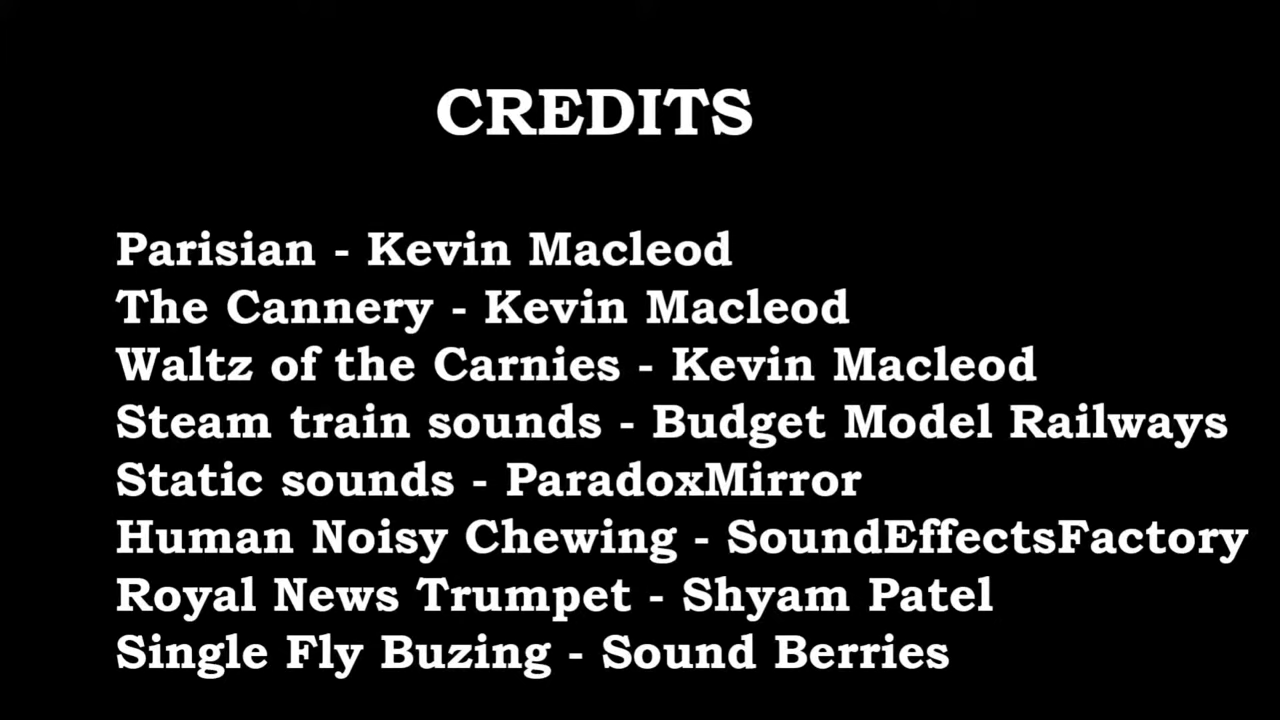 CREDITS
Parisian - Kevin Macleod
The Cannery - Kevin Macleod
Waltz of the Carnies - Kevin Macleod
Steam train sounds - Budget Model Railways
Static sounds - ParadoxMirror
Human Noisy Chewing - SoundEffectsFactory
Royal News Trumpet - Shyam Patel
Single Fly Buzing - Sound Berries